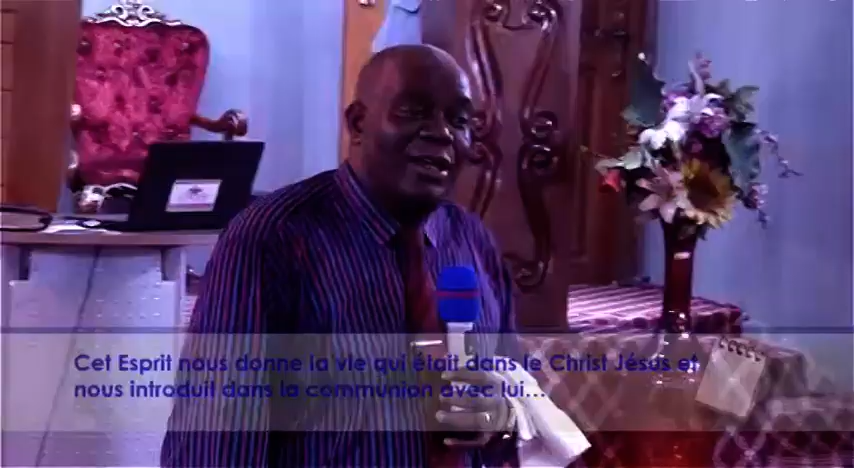 Cet Esprit nous donne la vie qui était dans le Christ Jésus et
nous introduit dans la communion avec lui...